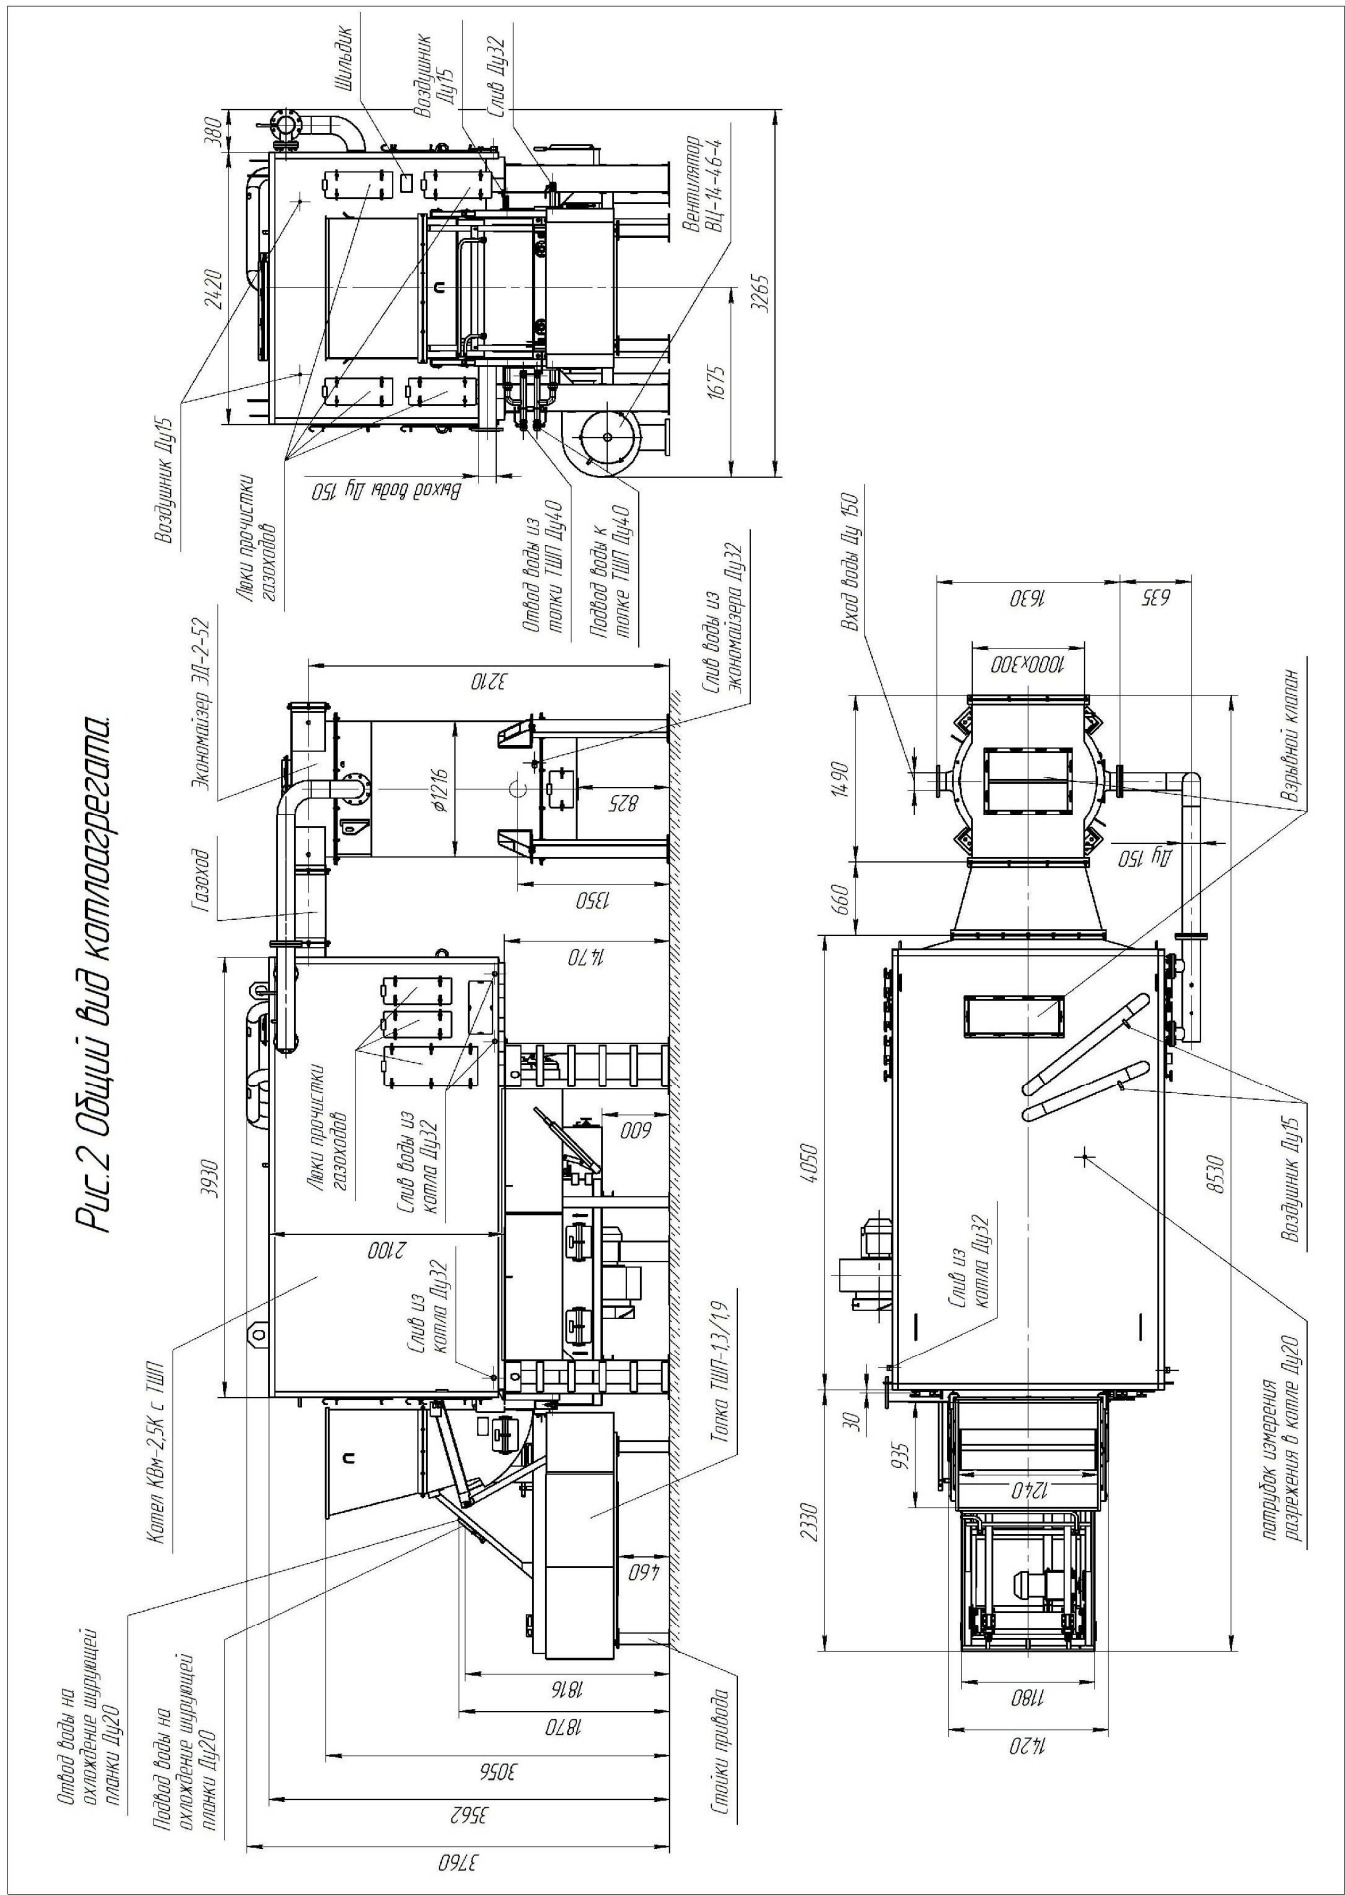 Рис.2 Общий вид котлоагрегата.
Отвод воды на
охлождение шурующей
планки Ду20
Подвод воды на
охлождение шурующей
планки Ду20
Котел КВм-2,5К с ТШП
3930
Газоход
Экономайзер ЭД-2-52
Люки прочистки
газоходов
Слив воды из
котла Ду32
2100
Слив из
котла Ду32
Ø1216
3210
825
1350
1470
600
460
1816
1870
3056
3562
3760
Стойки привода
Топка ТШП-1,3/1,9
Слив воды из
экономайзера Ду32
Воздушник Ду15
Люки прочистки
газоходов
2420
380
Шильдик
Воздушник
Ду15
Слив Ду32
Вентилятор
ВЦ-14-46-4
Выход воды Ду 150
Отвод воды из
топки ТШП Ду40
Подвод воды к
топке ТШП Ду40
1675
3265
2330
4050
660
1490
30
935
1240
1180
1420
Слив из
котла Ду32
Вход воды Ду 150
1630
635
1000х300
Ду 150
8530
патрубок измерения
разрежения в котле Ду20
Воздушник Ду15
Взрывной клапан